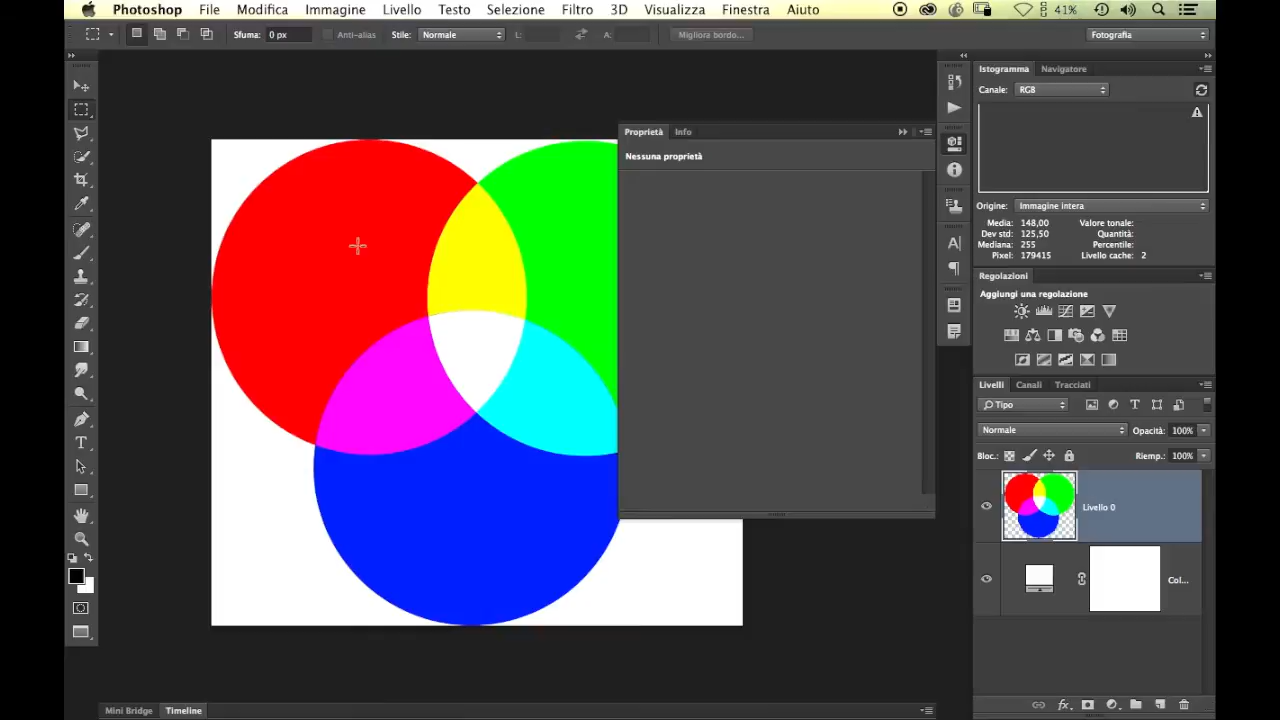 Photoshop File Modifica Immagine Livello Testo Selezione Filtro 3D Visualizza Finestra Aiuto 41%
Sfuma: 0 px Anti-alias Stile: Normale L: A: Migliora bordo... Fotografia
Istogramma Navigatore
Canale: RGB
Proprietà Info
Nessuna proprietà
Origine: Immagine intera
Media: 148,00 Valore tonale:
Dev std: 125,50 Quantità:
Mediana: 255 Percentile:
Pixel: 179415 Livello cache: 2
Regolazioni
Aggiungi una regolazione
Livelli Canali Tracciati
Tipo
Normale Opacità: 100%
Bloc.: Riemp.: 100%
Livello 0
Col...
Mini Bridge Timeline